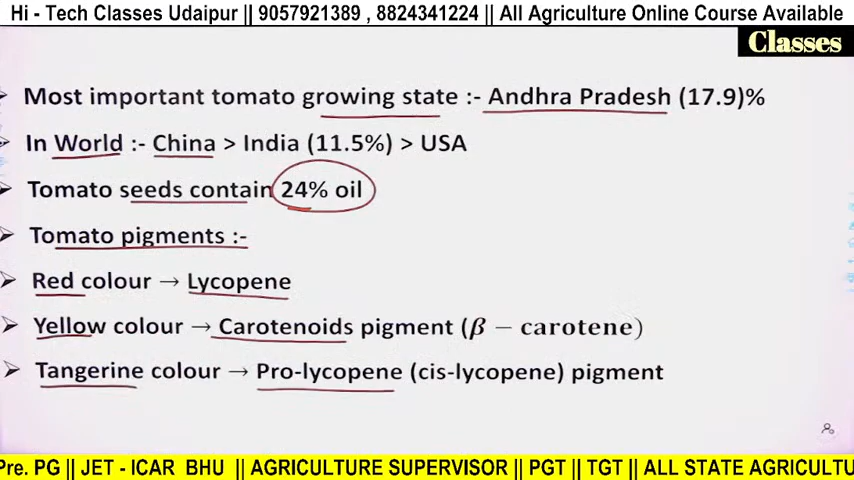 Hi - Tech Classes Udaipur || 9057921389 , 8824341224 || All Agriculture Online Course Available
Classes
Most important tomato growing state :- Andhra Pradesh (17.9)%
In World :- China > India (11.5%) > USA
Tomato seeds contain 24% oil
Tomato pigments :-
Red colour → Lycopene
Yellow colour → Carotenoids pigment (β − carotene)
Tangerine colour → Pro-lycopene (cis-lycopene) pigment
Pre. PG || JET - ICAR BHU || AGRICULTURE SUPERVISOR || PGT || TGT || ALL STATE AGRICULTU